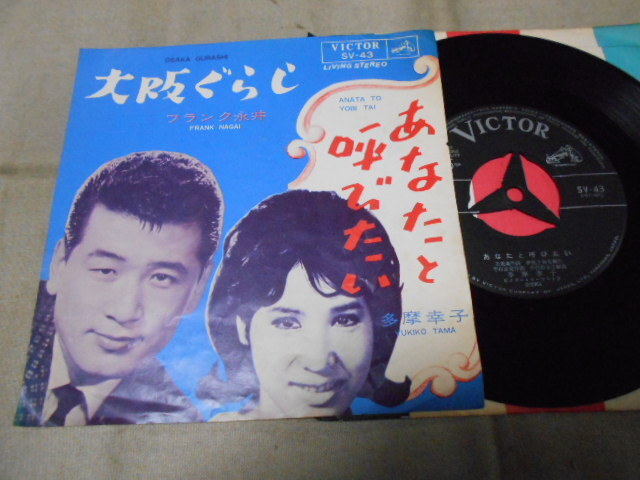 OSAKA GURASHI
大阪ぐらし
フランク永井
FRANK NAGAI
VICTOR
SV-43
LIVING STEREO
ANATA TO
YOBI TAI
あなたと
呼びたい
多摩幸子
YUKIKO TAMA
VICTOR
SV-43
あなたと呼びたい